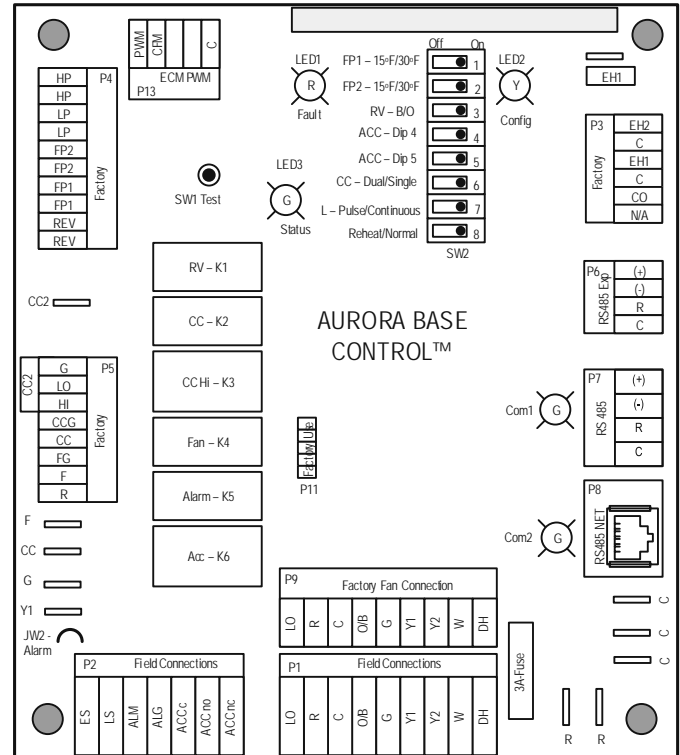 PWM
CFM
C
ECM PWM
P13
LED1
R
Fault
Off
On
FP1 – 15ºF/30ºF
1
FP2 – 15ºF/30ºF
2
RV – B/O
3
ACC – Dip 4
4
ACC – Dip 5
5
CC – Dual/Single
6
L – Pulse/Continuous
7
Reheat/Normal
8
SW2
LED2
Y
Config
EH1
HP
P4
HP
LP
LP
FP2
FP2
FP1
FP1
REV
REV
Factory
SW1 Test
LED3
G
Status
P3
EH2
C
EH1
C
CO
N/A
Factory
RV – K1
CC – K2
CC Hi – K3
Fan – K4
Alarm – K5
Acc – K6
AURORA BASE
CONTROL™
P6
(+)
(-)
R
C
RS485 Exp
CC2
CC2
G
P5
LO
HI
CCG
CC
FG
F
R
Factory
Factory Use
P11
Com1
G
P7
(+)
(-)
R
C
RS 485
Com2
G
P8
RS485 NET
F
CC
G
Y1
JW2 -
Alarm
P9
Factory Fan Connection
LO
R
C
O/B
G
Y1
Y2
W
DH
P2
Field Connections
ES
LS
ALM
ALG
ACC c
ACC no
ACC nc
P1
Field Connections
LO
R
C
O/B
G
Y1
Y2
W
DH
3A-Fuse
C
C
C
R
R